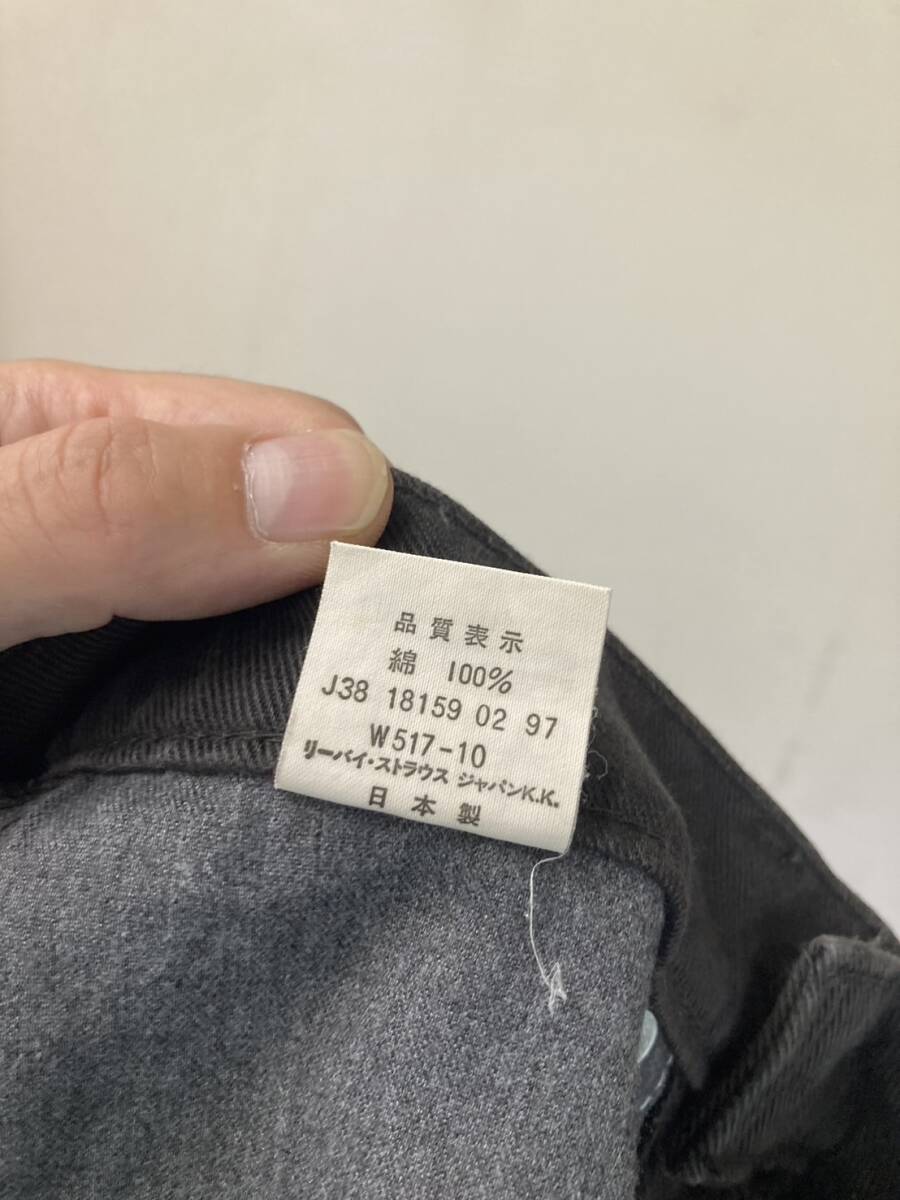 品質表示
綿 100%
J38 18159 02 97
W517-10
リーバイ・ストラウス ジャパンK.K.
日本製